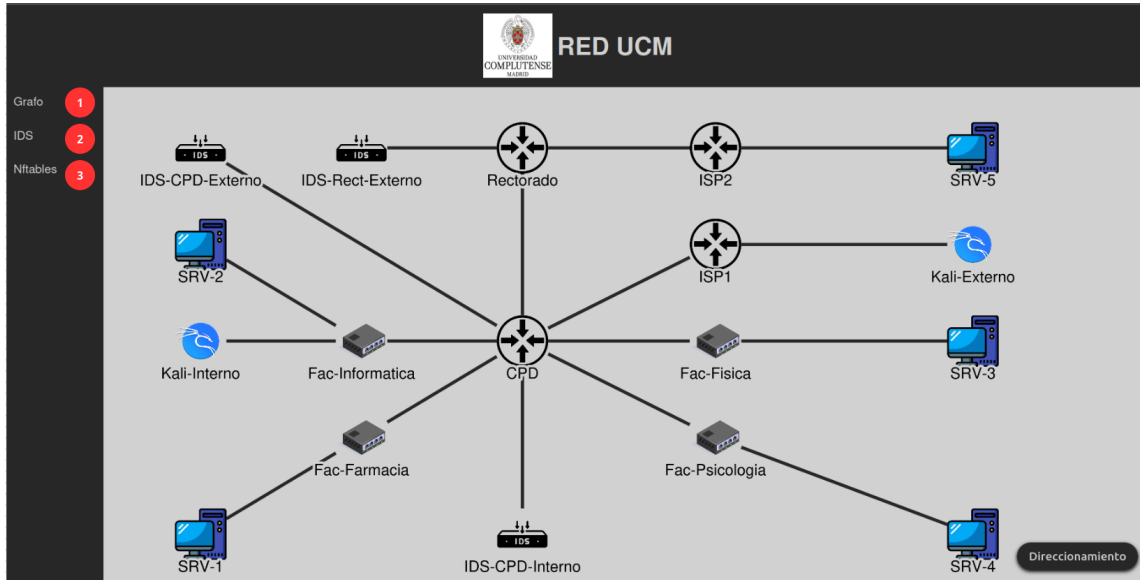 UNIVERSIDAD
COMPLUTENSE
MADRID
RED UCM
Grafo 1
IDS 2
Nftables 3
· IDS ·
IDS-CPD-Externo
· IDS ·
IDS-Rect-Externo
Rectorado
ISP2
SRV-5
SRV-2
ISP1
Kali-Externo
Kali-Interno
Fac-Informatica
CPD
Fac-Fisica
SRV-3
Fac-Farmacia
Fac-Psicologia
SRV-1
· IDS ·
IDS-CPD-Interno
SRV-4
Direccionamiento